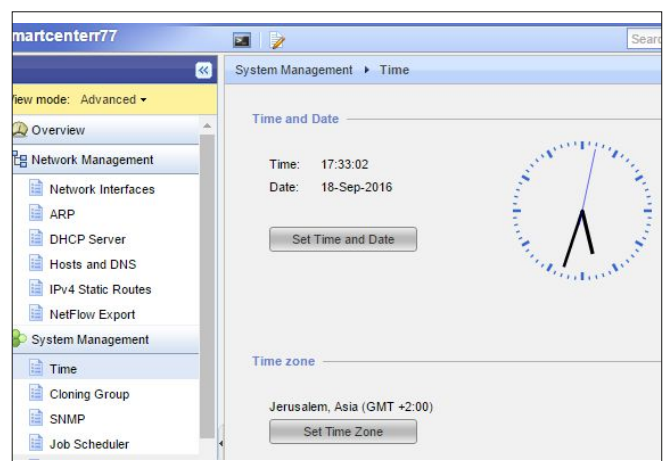 martcenterr77
Sear
System Management ▸ Time
iew mode: Advanced
Overview
Network Management
Network Interfaces
ARP
DHCP Server
Hosts and DNS
IPv4 Static Routes
NetFlow Export
System Management
Time
Cloning Group
SNMP
Job Scheduler
Time and Date
Time: 17:33:02
Date: 18-Sep-2016
Set Time and Date
Time zone
Jerusalem, Asia (GMT +2:00)
Set Time Zone